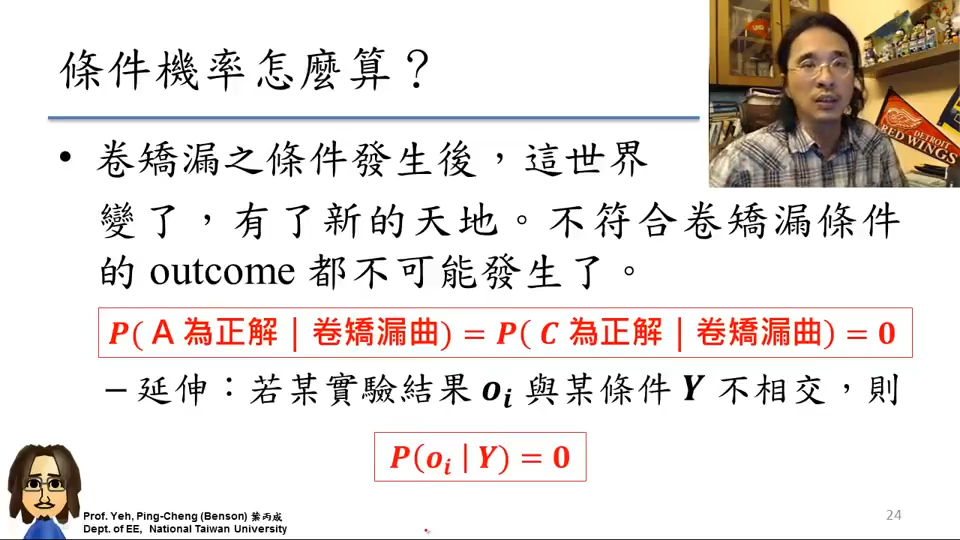 條件機率怎麼算？
• 卷矯漏之條件發生後，這世界
變了，有了新的天地。不符合卷矯漏條件
的 outcome 都不可能發生了。
P( A 為正解 | 卷矯漏曲) = P( C 為正解 | 卷矯漏曲) = 0
– 延伸：若某實驗結果 oᵢ 與某條件 Y 不相交，則
P(oᵢ | Y) = 0
DETROIT
RED WINGS
Prof. Yeh, Ping-Cheng (Benson) 葉丙成
Dept. of EE, National Taiwan University
24